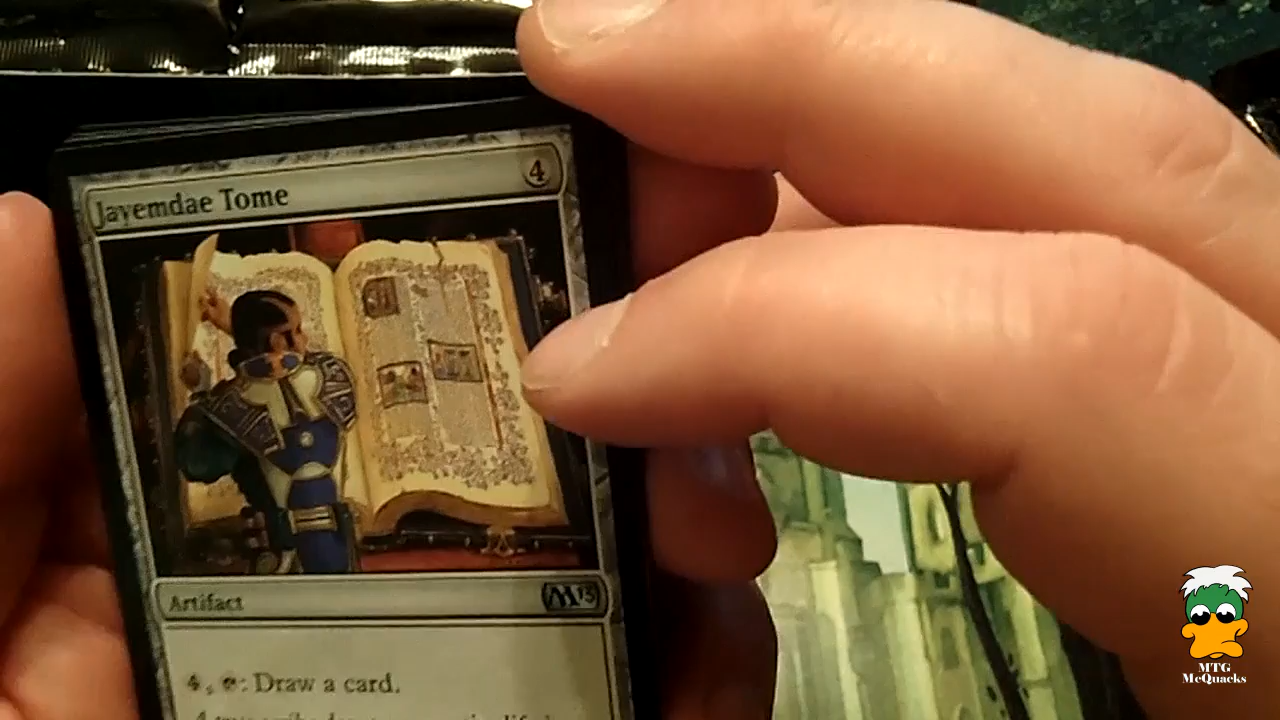 Jayemdae Tome
4
Artifact
M15
4, : Draw a card.
MTG
McQuacks